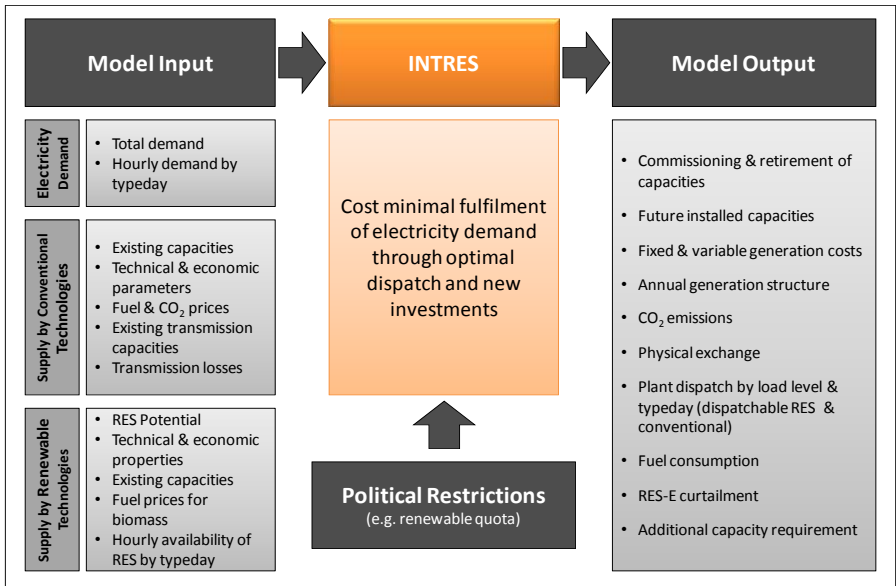 Model Input
INTRES
Model Output
Electricity
Demand
• Total demand
• Hourly demand by
typeday
Supply by Conventional
Technologies
• Existing capacities
• Technical & economic
parameters
• Fuel & CO₂ prices
• Existing transmission
capacities
• Transmission losses
Supply by Renewable
Technologies
• RES Potential
• Technical & economic
properties
• Existing capacities
• Fuel prices for
biomass
• Hourly availability of
RES by typeday
Cost minimal fulfilment
of electricity demand
through optimal
dispatch and new
investments
Political Restrictions
(e.g. renewable quota)
• Commissioning & retirement of
capacities
• Future installed capacities
• Fixed & variable generation costs
• Annual generation structure
• CO₂ emissions
• Physical exchange
• Plant dispatch by load level &
typeday (dispatchable RES &
conventional)
• Fuel consumption
• RES-E curtailment
• Additional capacity requirement